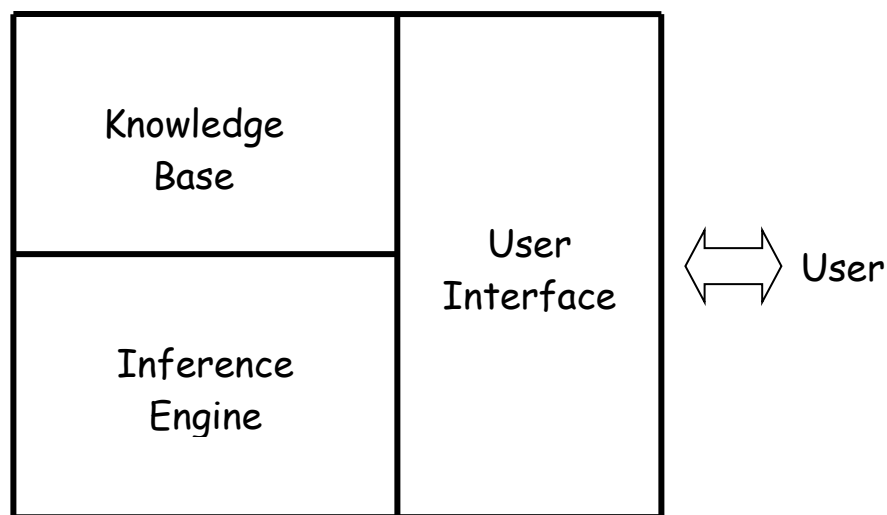 Knowledge
Base
Inference
Engine
User
Interface
User